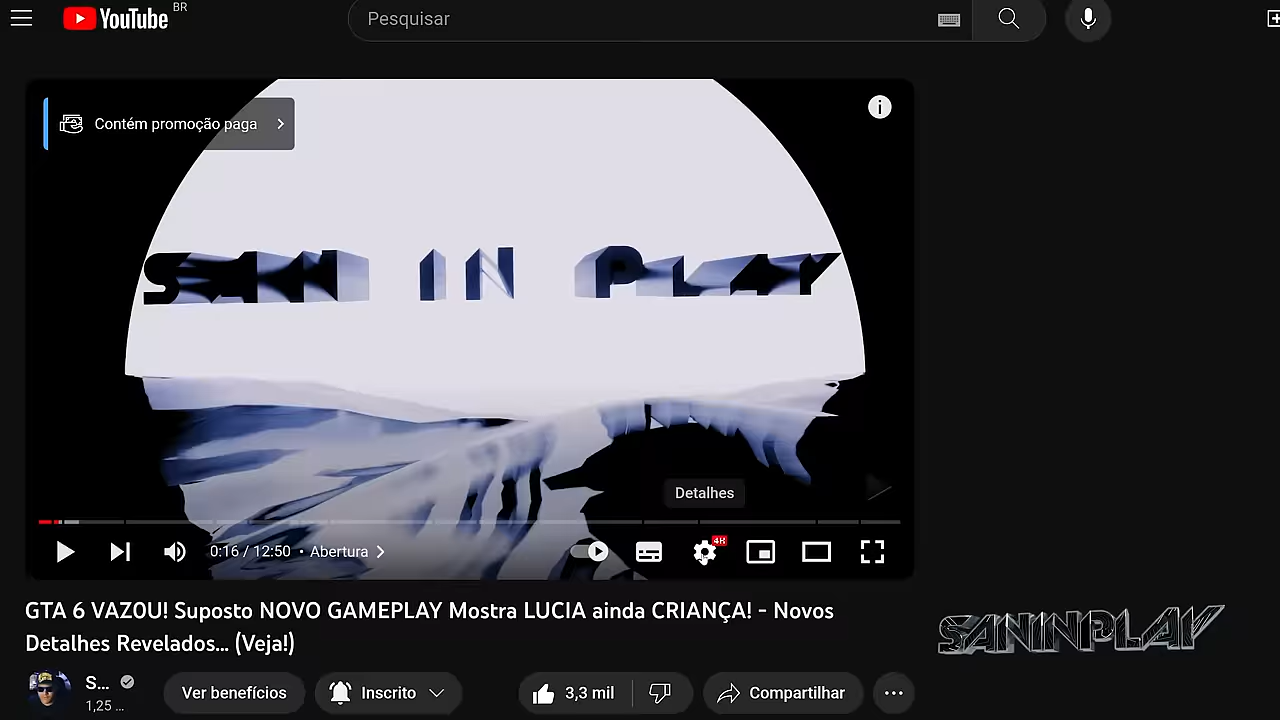 YouTube BR
Pesquisar
Contém promoção paga
SAN IN PLAY
Detalhes
0:16 / 12:50 • Abertura
GTA 6 VAZ0U! Suposto NOVO GAMEPLAY Mostra LUCIA ainda CRIANÇA! - Novos
Detalhes Revelados... (Veja!)
SANINPLAY
S...
1,25 ...
Ver benefícios
Inscrito
3,3 mil
Compartilhar